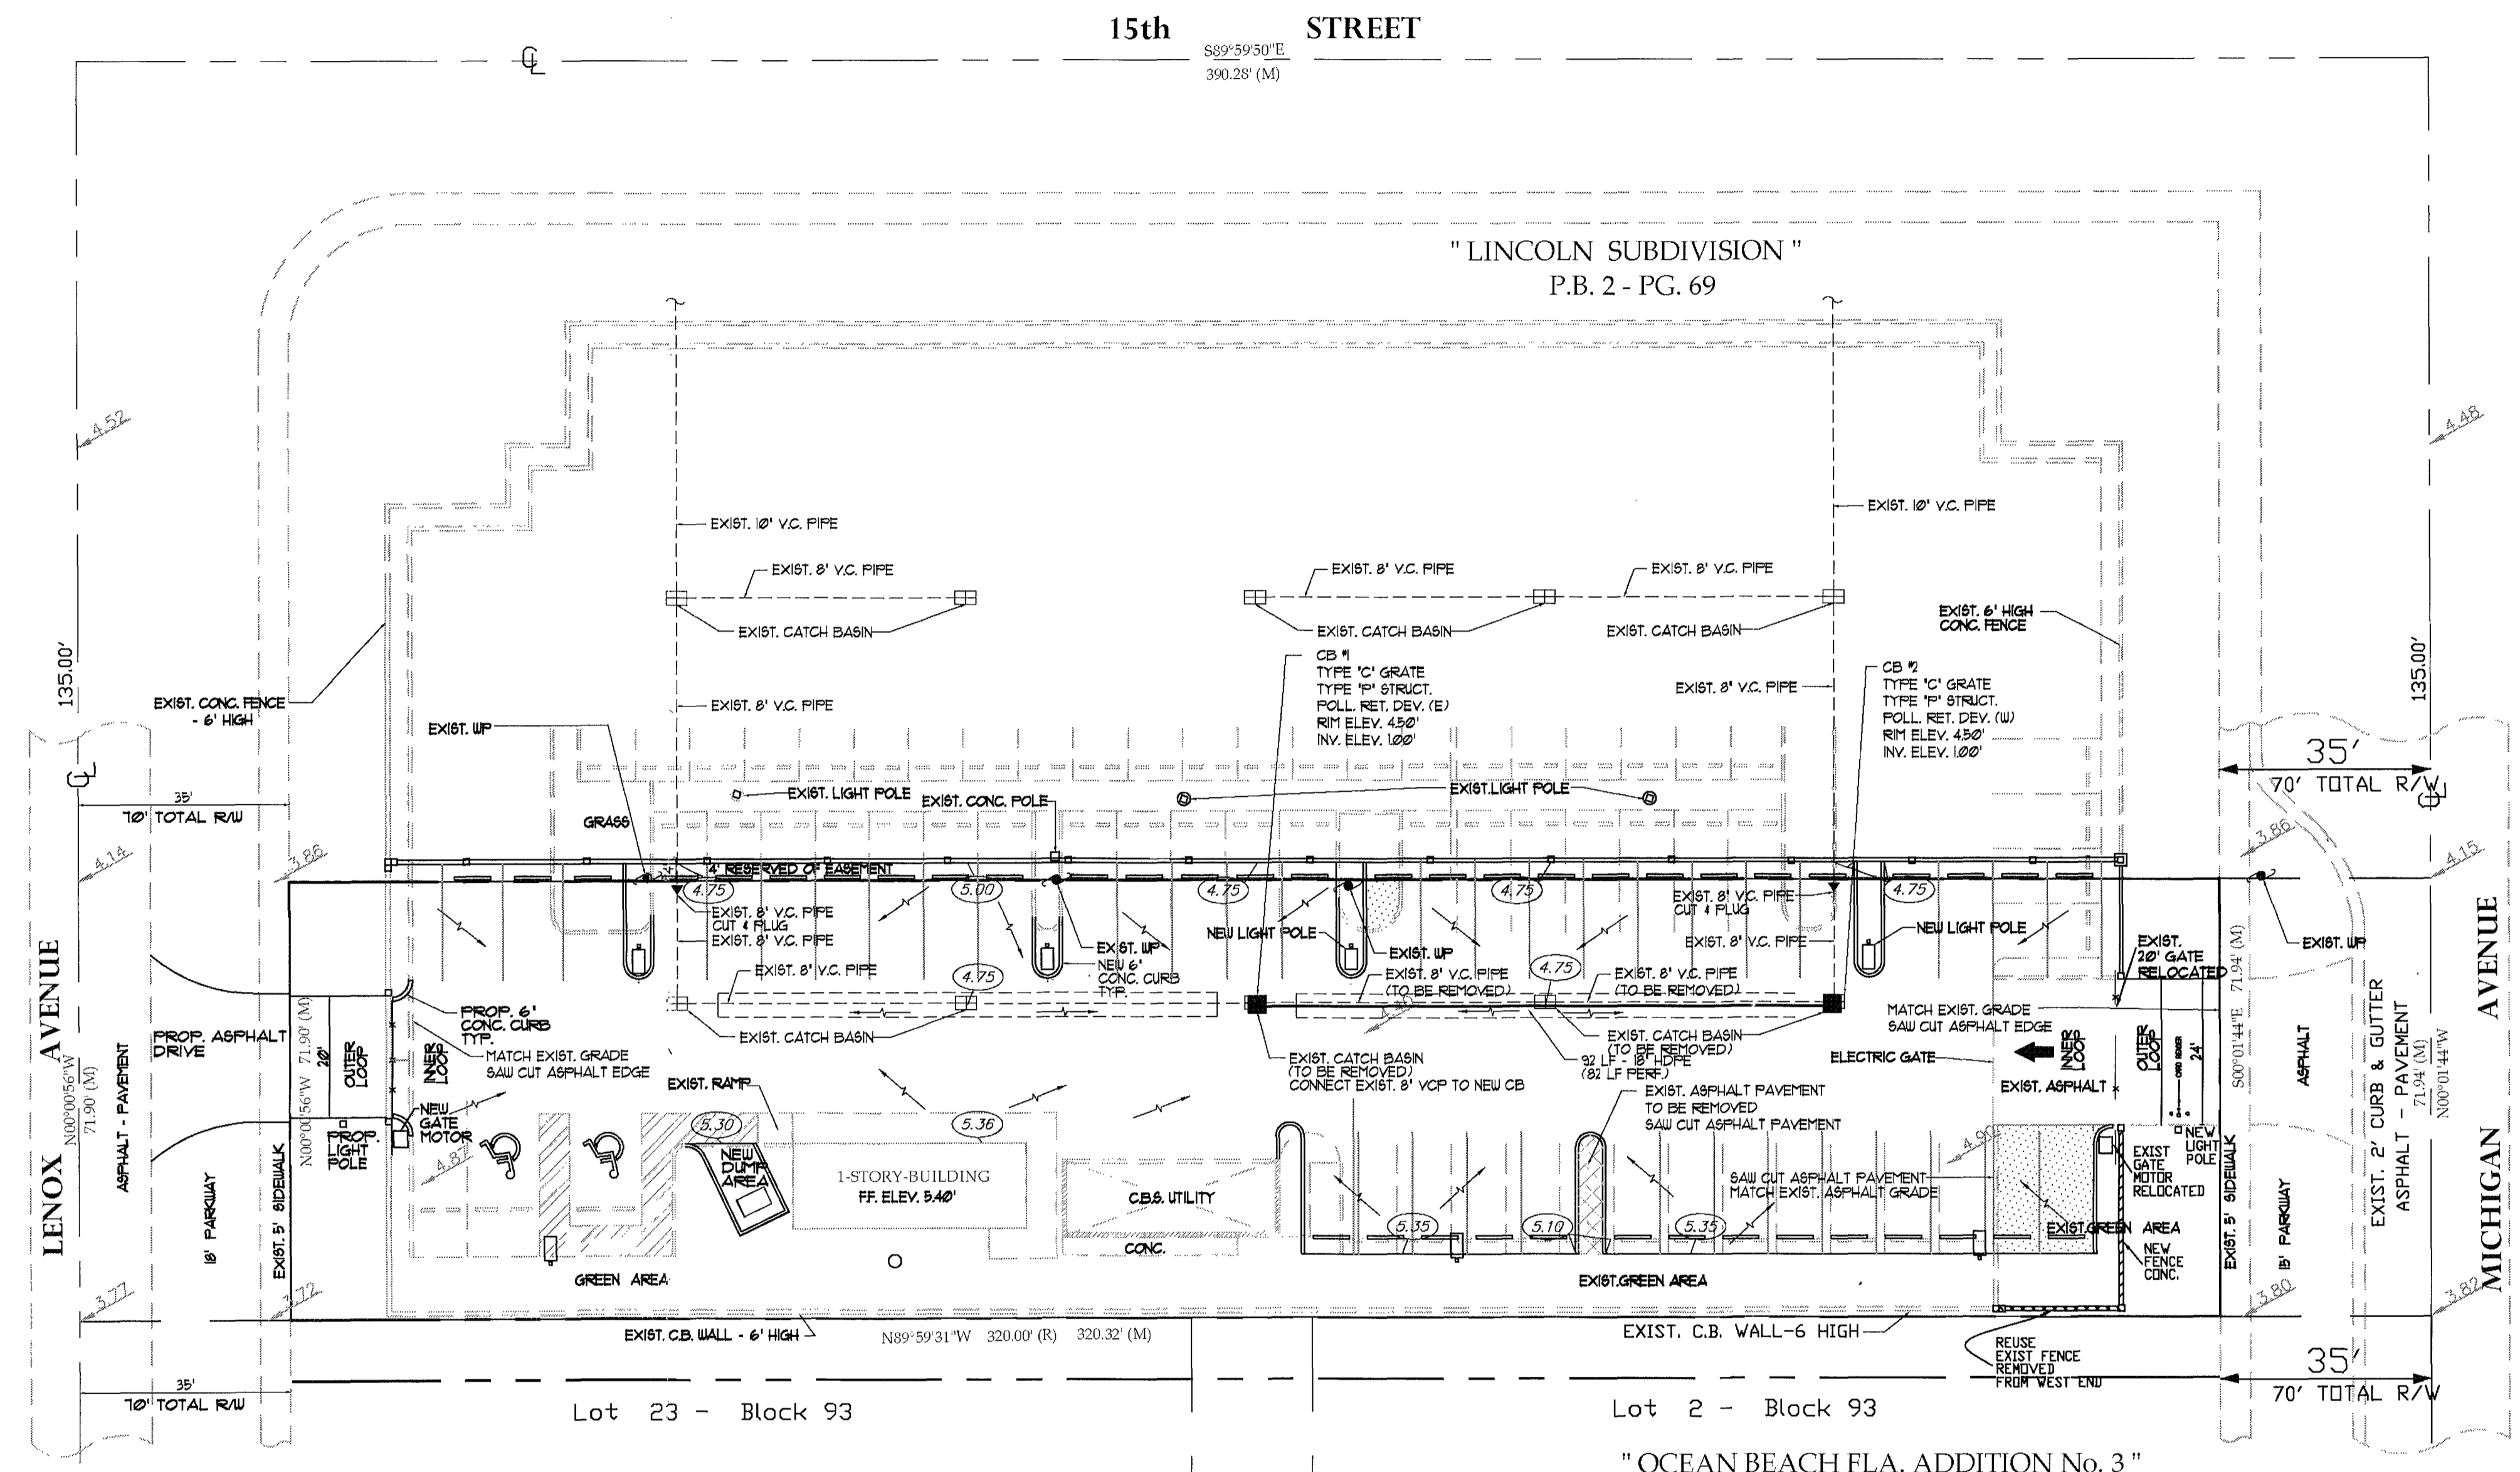 15th STREET
S89°59'50"E
390.28' (M)
" LINCOLN SUBDIVISION "
P.B. 2 - PG. 69
4.52
4.48
EXIST. 10" V.C. PIPE
EXIST. 10" V.C. PIPE
EXIST. 8" V.C. PIPE
EXIST. 8" V.C. PIPE
EXIST. 8" V.C. PIPE
EXIST. CATCH BASIN
EXIST. CATCH BASIN
EXIST. CATCH BASIN
EXIST. 6' HIGH
CONC. FENCE
135.00'
135.00'
EXIST. CONC. FENCE
- 6' HIGH
EXIST. WP
EXIST. 8" V.C. PIPE
CB #1
TYPE "C" GRATE
TYPE "P" STRUCT.
POLL. RET. DEV. (E)
RIM ELEV. 4.50'
INV. ELEV. 1.00'
EXIST. 8" V.C. PIPE
CB #2
TYPE "C" GRATE
TYPE "P" STRUCT.
POLL. RET. DEV. (W)
RIM ELEV. 4.50'
INV. ELEV. 1.00'
35'
70' TOTAL R/W
35'
70' TOTAL R/W
EXIST. LIGHT POLE
EXIST. CONC. POLE
EXIST. LIGHT POLE
GRASS
4.14
3.86
3.86
4.15
4' RESERVED OF EASEMENT
4.75
5.00
4.75
4.75
4.75
EXIST. 8" V.C. PIPE
CUT & PLUG
EXIST. 8" V.C. PIPE
EXIST. 8" V.C. PIPE
CUT & PLUG
EXIST. 8" V.C. PIPE
EXIST. WP
NEW 6"
CONC. CURB
TYP.
NEW LIGHT POLE
EXIST. WP
NEW LIGHT POLE
EXIST.
20' GATE
RELOCATED
EXIST. WP
EXIST. 8" V.C. PIPE
4.75
EXIST. 8" V.C. PIPE
(TO BE REMOVED)
4.75
EXIST. 8" V.C. PIPE
(TO BE REMOVED)
PROP. 6"
CONC. CURB
TYP.
MATCH EXIST. GRADE
SAW CUT ASPHALT EDGE
EXIST. CATCH BASIN
EXIST. CATCH BASIN
(TO BE REMOVED)
CONNECT EXIST. 8" VCP TO NEW CB
EXIST. CATCH BASIN
(TO BE REMOVED)
92 LF - 18" HDPE
(82 LF PERF.)
MATCH EXIST. GRADE
SAW CUT ASPHALT EDGE
ELECTRIC GATE
EXIST. ASPHALT
INNER
LOOP
OUTER
LOOP
CARD READER
24'
PROP. ASPHALT
DRIVE
20'
OUTER
LOOP
INNER
LOOP
N00°00'56"W 71.90' (M)
N00°00'56"W
71.90' (M)
LENOX AVENUE
ASPHALT - PAVEMENT
18' PARKWAY
EXIST. 5' SIDEWALK
PROP.
LIGHT
POLE
NEW
GATE
MOTOR
4.87
EXIST. RAMP
5.30
5.36
NEW
DUMP
AREA
1-STORY-BUILDING
FF. ELEV. 5.40'
C.B.S. UTILITY
CONC.
EXIST. ASPHALT PAVEMENT
TO BE REMOVED
SAW CUT ASPHALT PAVEMENT
SAW CUT ASPHALT PAVEMENT
MATCH EXIST. ASPHALT GRADE
4.90
5.35
5.10
5.35
EXIST.GREEN AREA
EXIST
GATE
MOTOR
RELOCATED
NEW
LIGHT
POLE
NEW
FENCE
CONC.
S00°01'44"E 71.94' (M)
EXIST. 5' SIDEWALK
15' PARKWAY
ASPHALT
EXIST. 2' CURB & GUTTER
ASPHALT - PAVEMENT
71.94' (M)
N00°01'44"W
MICHIGAN AVENUE
GREEN AREA
EXIST.GREEN AREA
3.77
3.72
3.80
3.82
EXIST. C.B. WALL - 6' HIGH
N89°59'31"W 320.00' (R) 320.32' (M)
EXIST. C.B. WALL-6 HIGH
REUSE
EXIST FENCE
REMOVED
FROM WEST END
35'
70' TOTAL R/W
35'
70' TOTAL R/W
Lot 23 - Block 93
Lot 2 - Block 93
" OCEAN BEACH FLA. ADDITION No. 3 "